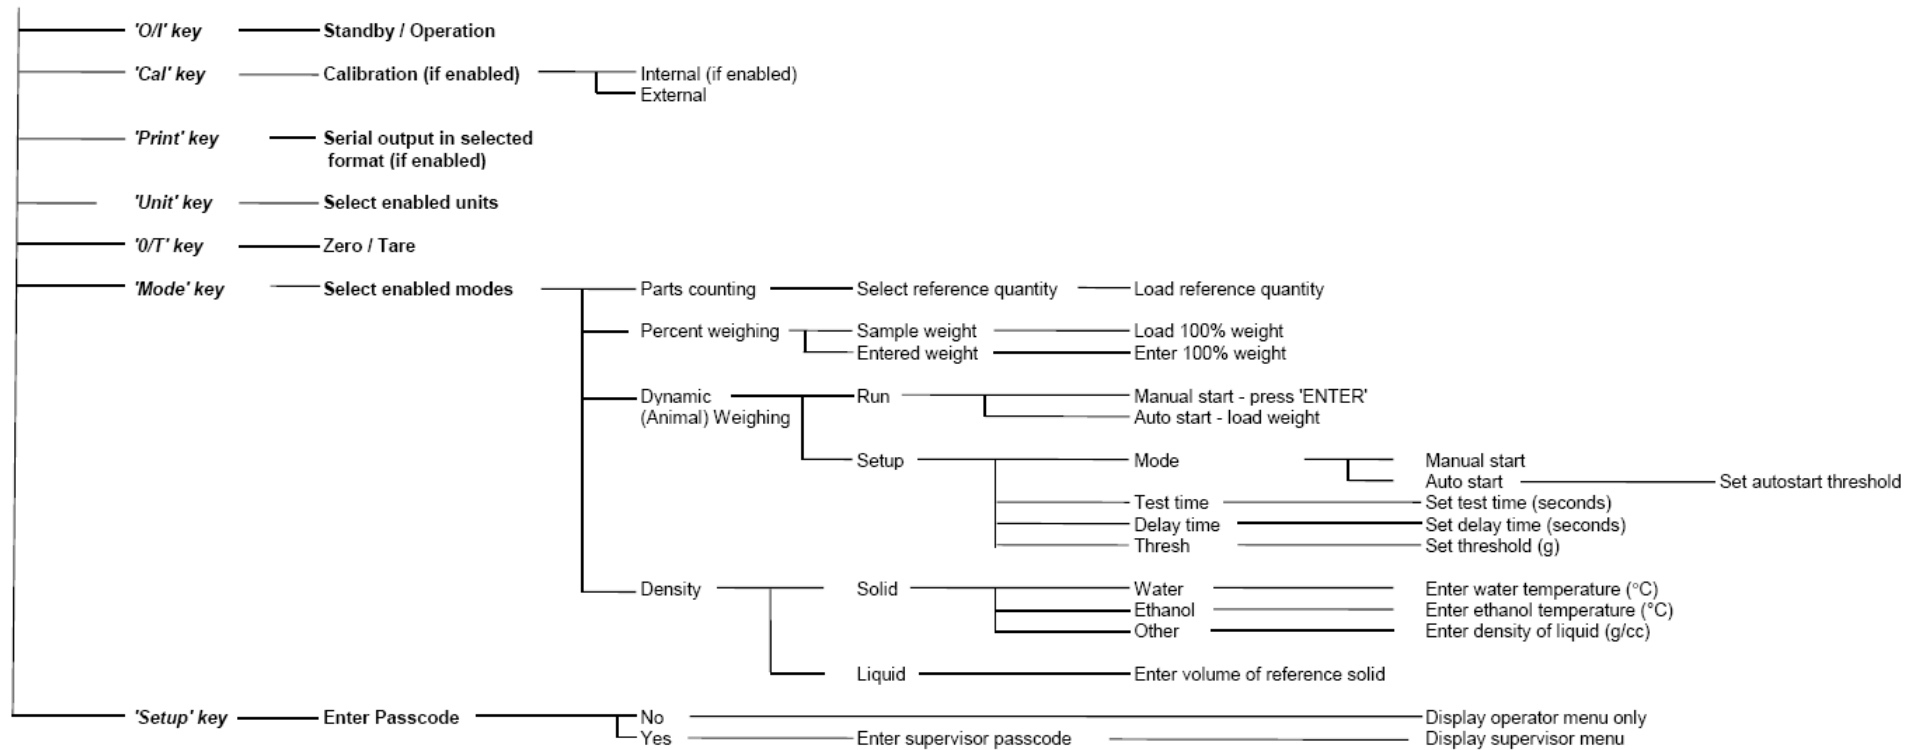 'O/I' key Standby / Operation
'Cal' key Calibration (if enabled) Internal (if enabled)
External
'Print' key Serial output in selected
format (if enabled)
'Unit' key Select enabled units
'0/T' key Zero / Tare
'Mode' key Select enabled modes Parts counting Select reference quantity Load reference quantity
Percent weighing Sample weight Load 100% weight
Entered weight Enter 100% weight
Dynamic Run Manual start - press 'ENTER'
(Animal) Weighing Auto start - load weight
Setup Mode Manual start
Auto start Set autostart threshold
Test time Set test time (seconds)
Delay time Set delay time (seconds)
Thresh Set threshold (g)
Density Solid Water Enter water temperature (°C)
Ethanol Enter ethanol temperature (°C)
Other Enter density of liquid (g/cc)
Liquid Enter volume of reference solid
'Setup' key Enter Passcode No Display operator menu only
Yes Enter supervisor passcode Display supervisor menu